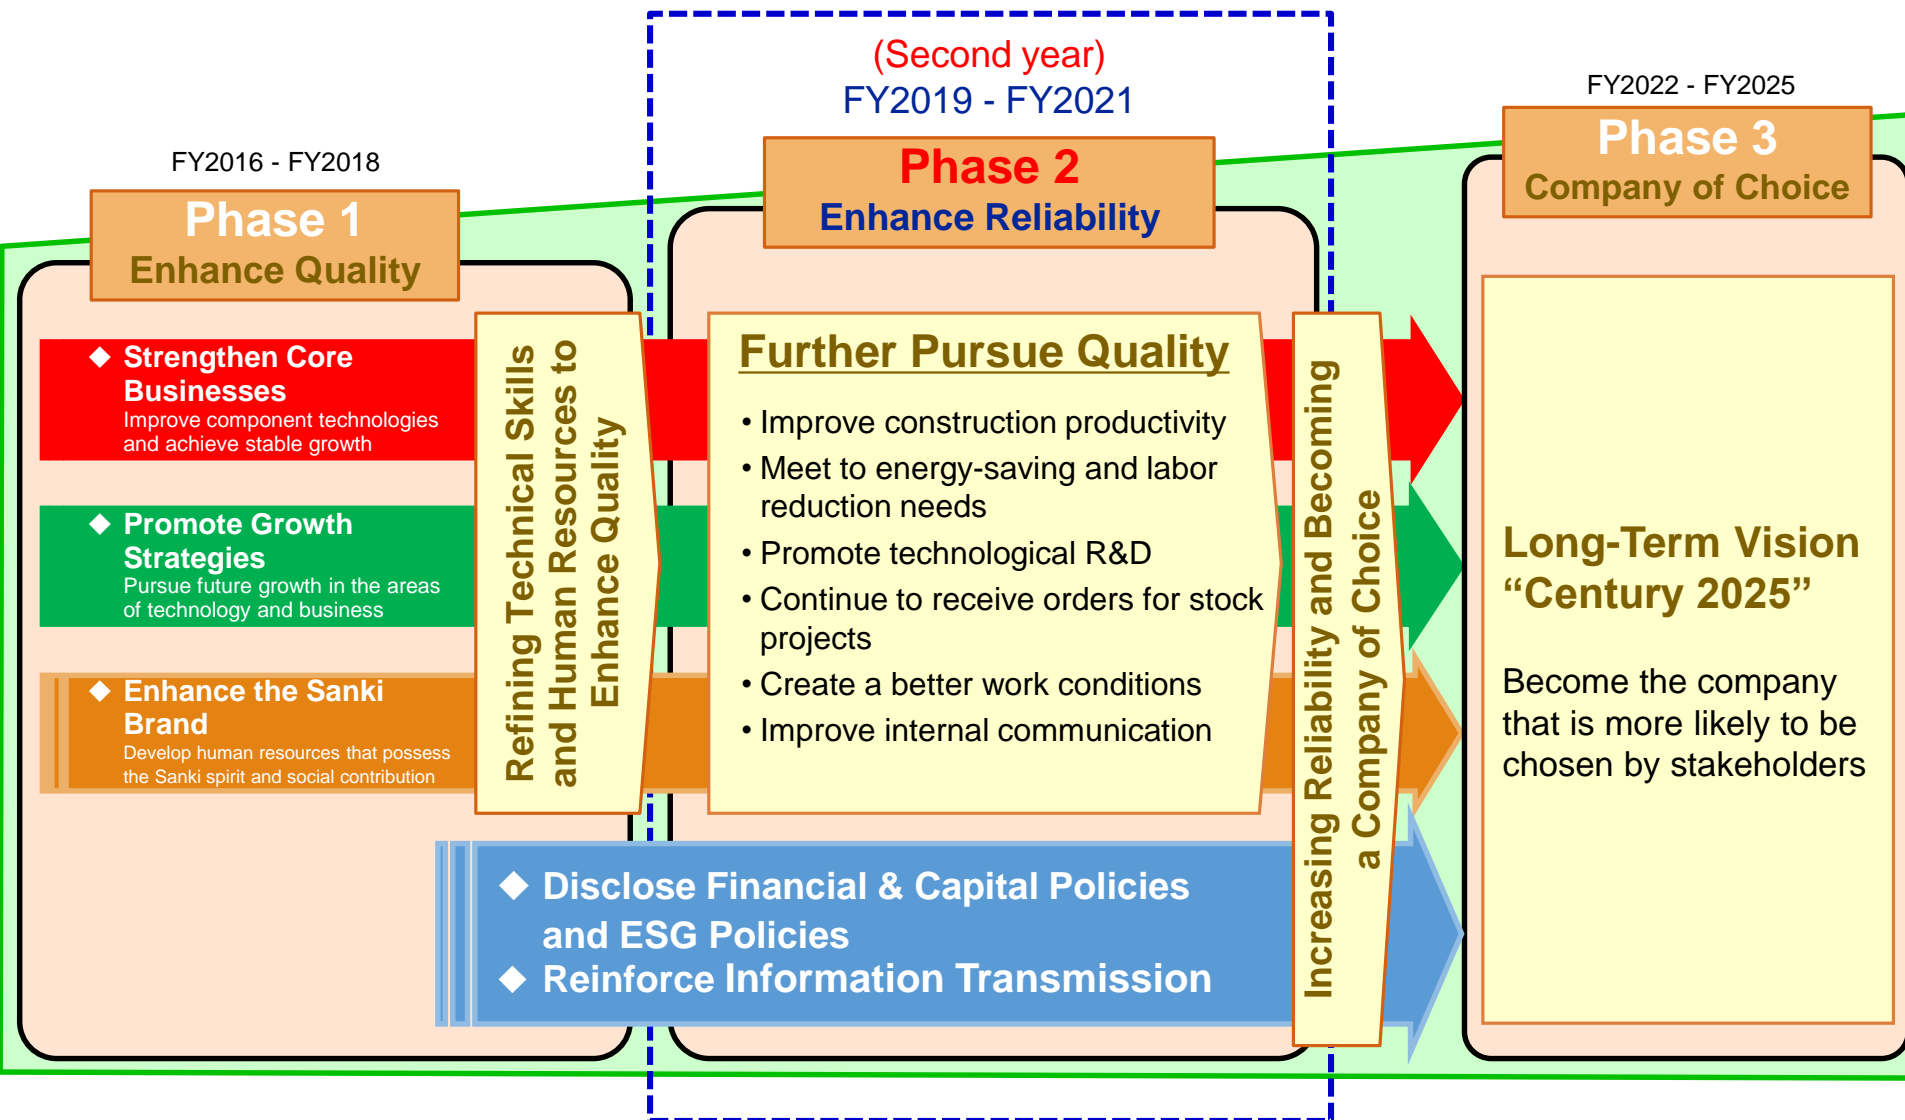 FY2016 - FY2018
Phase 1
Enhance Quality
◆ Strengthen Core
Businesses
Improve component technologies
and achieve stable growth
◆ Promote Growth
Strategies
Pursue future growth in the areas
of technology and business
◆ Enhance the Sanki
Brand
Develop human resources that possess
the Sanki spirit and social contribution
Refining Technical Skills
and Human Resources to
Enhance Quality
(Second year)
FY2019 - FY2021
Phase 2
Enhance Reliability
Further Pursue Quality
• Improve construction productivity
• Meet to energy-saving and labor
reduction needs
• Promote technological R&D
• Continue to receive orders for stock
projects
• Create a better work conditions
• Improve internal communication
◆ Disclose Financial & Capital Policies
and ESG Policies
◆ Reinforce Information Transmission
Increasing Reliability and Becoming
a Company of Choice
FY2022 - FY2025
Phase 3
Company of Choice
Long-Term Vision
“Century 2025”
Become the company
that is more likely to be
chosen by stakeholders